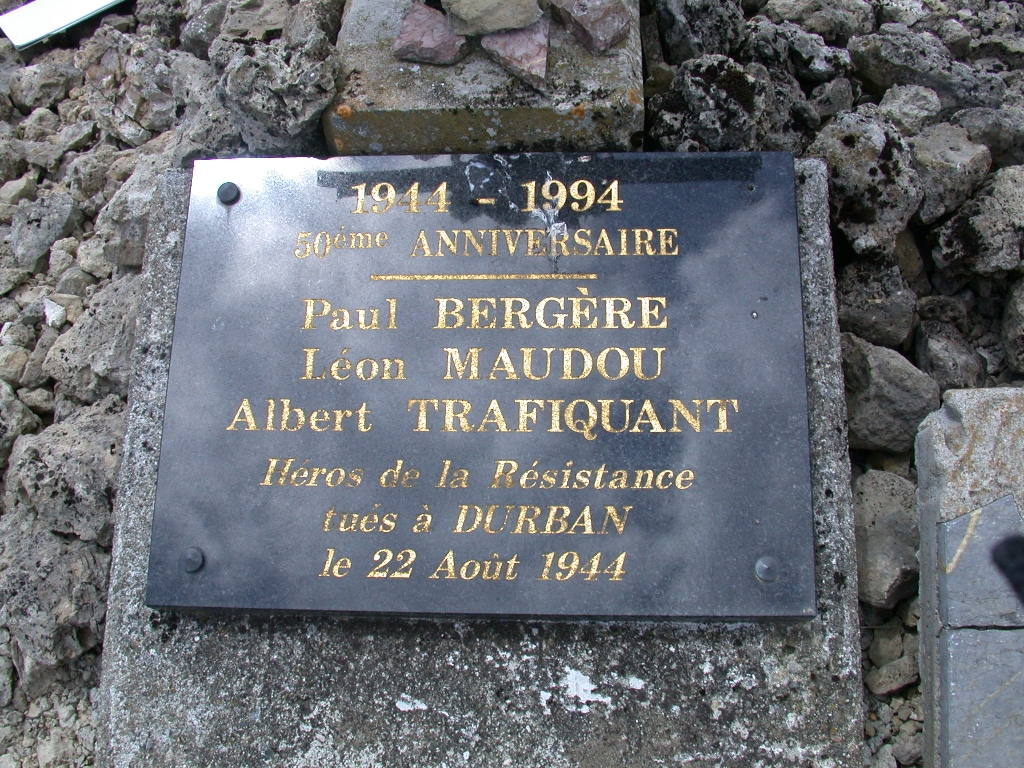 1944 - 1994
50ème ANNIVERSAIRE
Paul BERGÈRE
Léon MAUDOU
Albert TRAFIQUANT
Héros de la Résistance
tués à DURBAN
le 22 Août 1944